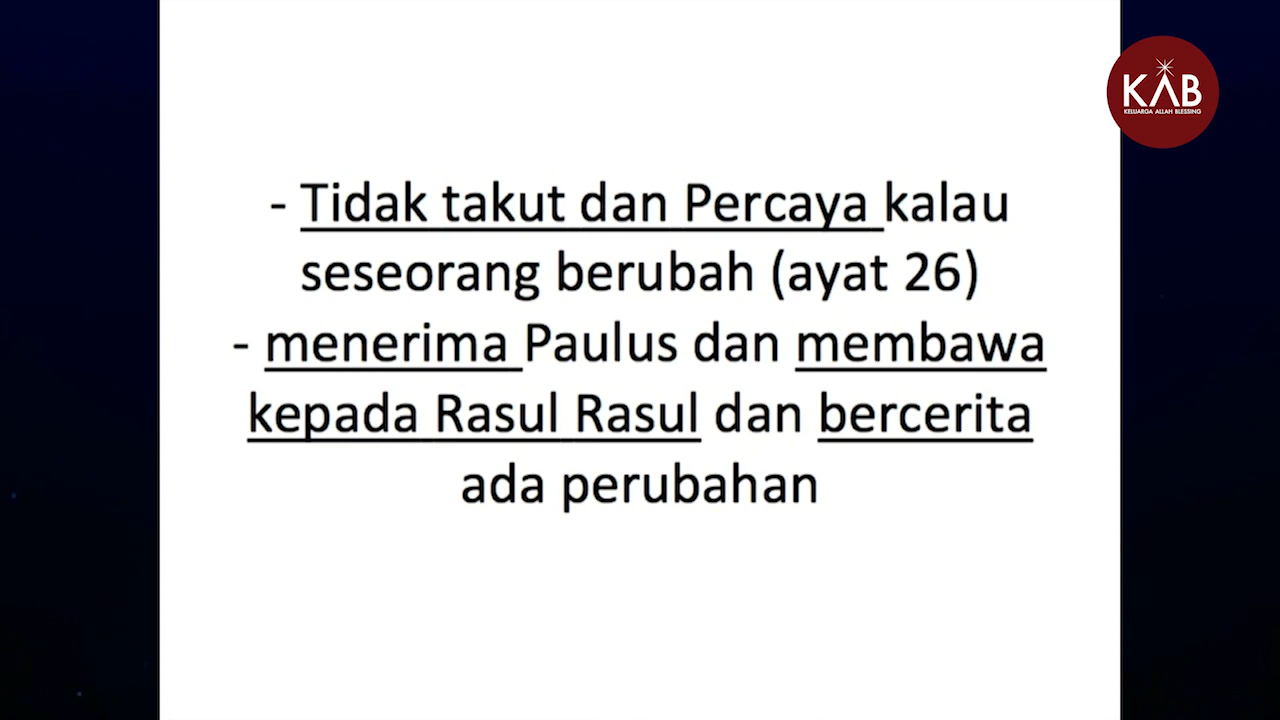 KAB
KELUARGA ALLAH BLESSING
- Tidak takut dan Percaya kalau
seseorang berubah (ayat 26)
- menerima Paulus dan membawa
kepada Rasul Rasul dan bercerita
ada perubahan